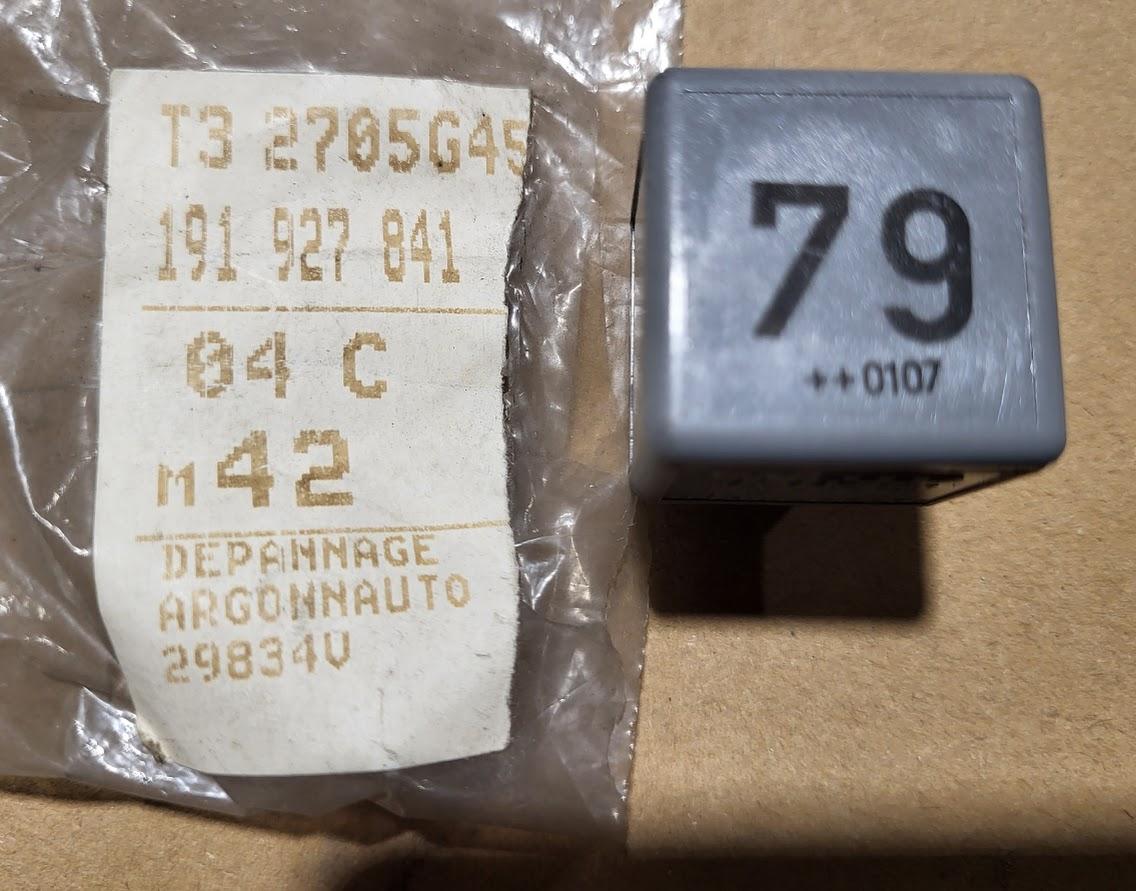 T3 2705G45
191 927 841
04 C
M42
DEPANNAGE
ARGONNAUTO
29834V
79
++0107